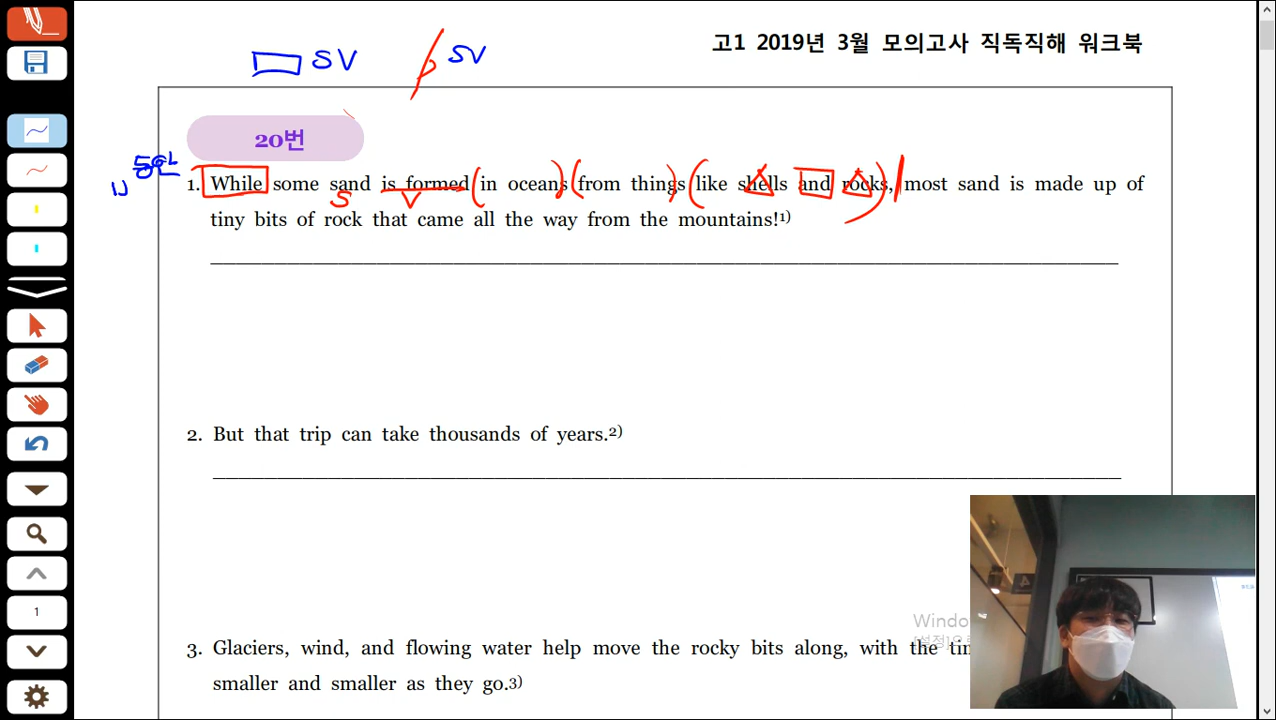 SV SV
고1 2019년 3월 모의고사 직독직해 워크북
20번
동안
1. While some sand is formed in oceans from things like shells and rocks, most sand is made up of
S V
tiny bits of rock that came all the way from the mountains!1)
2. But that trip can take thousands of years.2)
Windo
3. Glaciers, wind, and flowing water help move the rocky bits along, with the
smaller and smaller as they go.3)
1